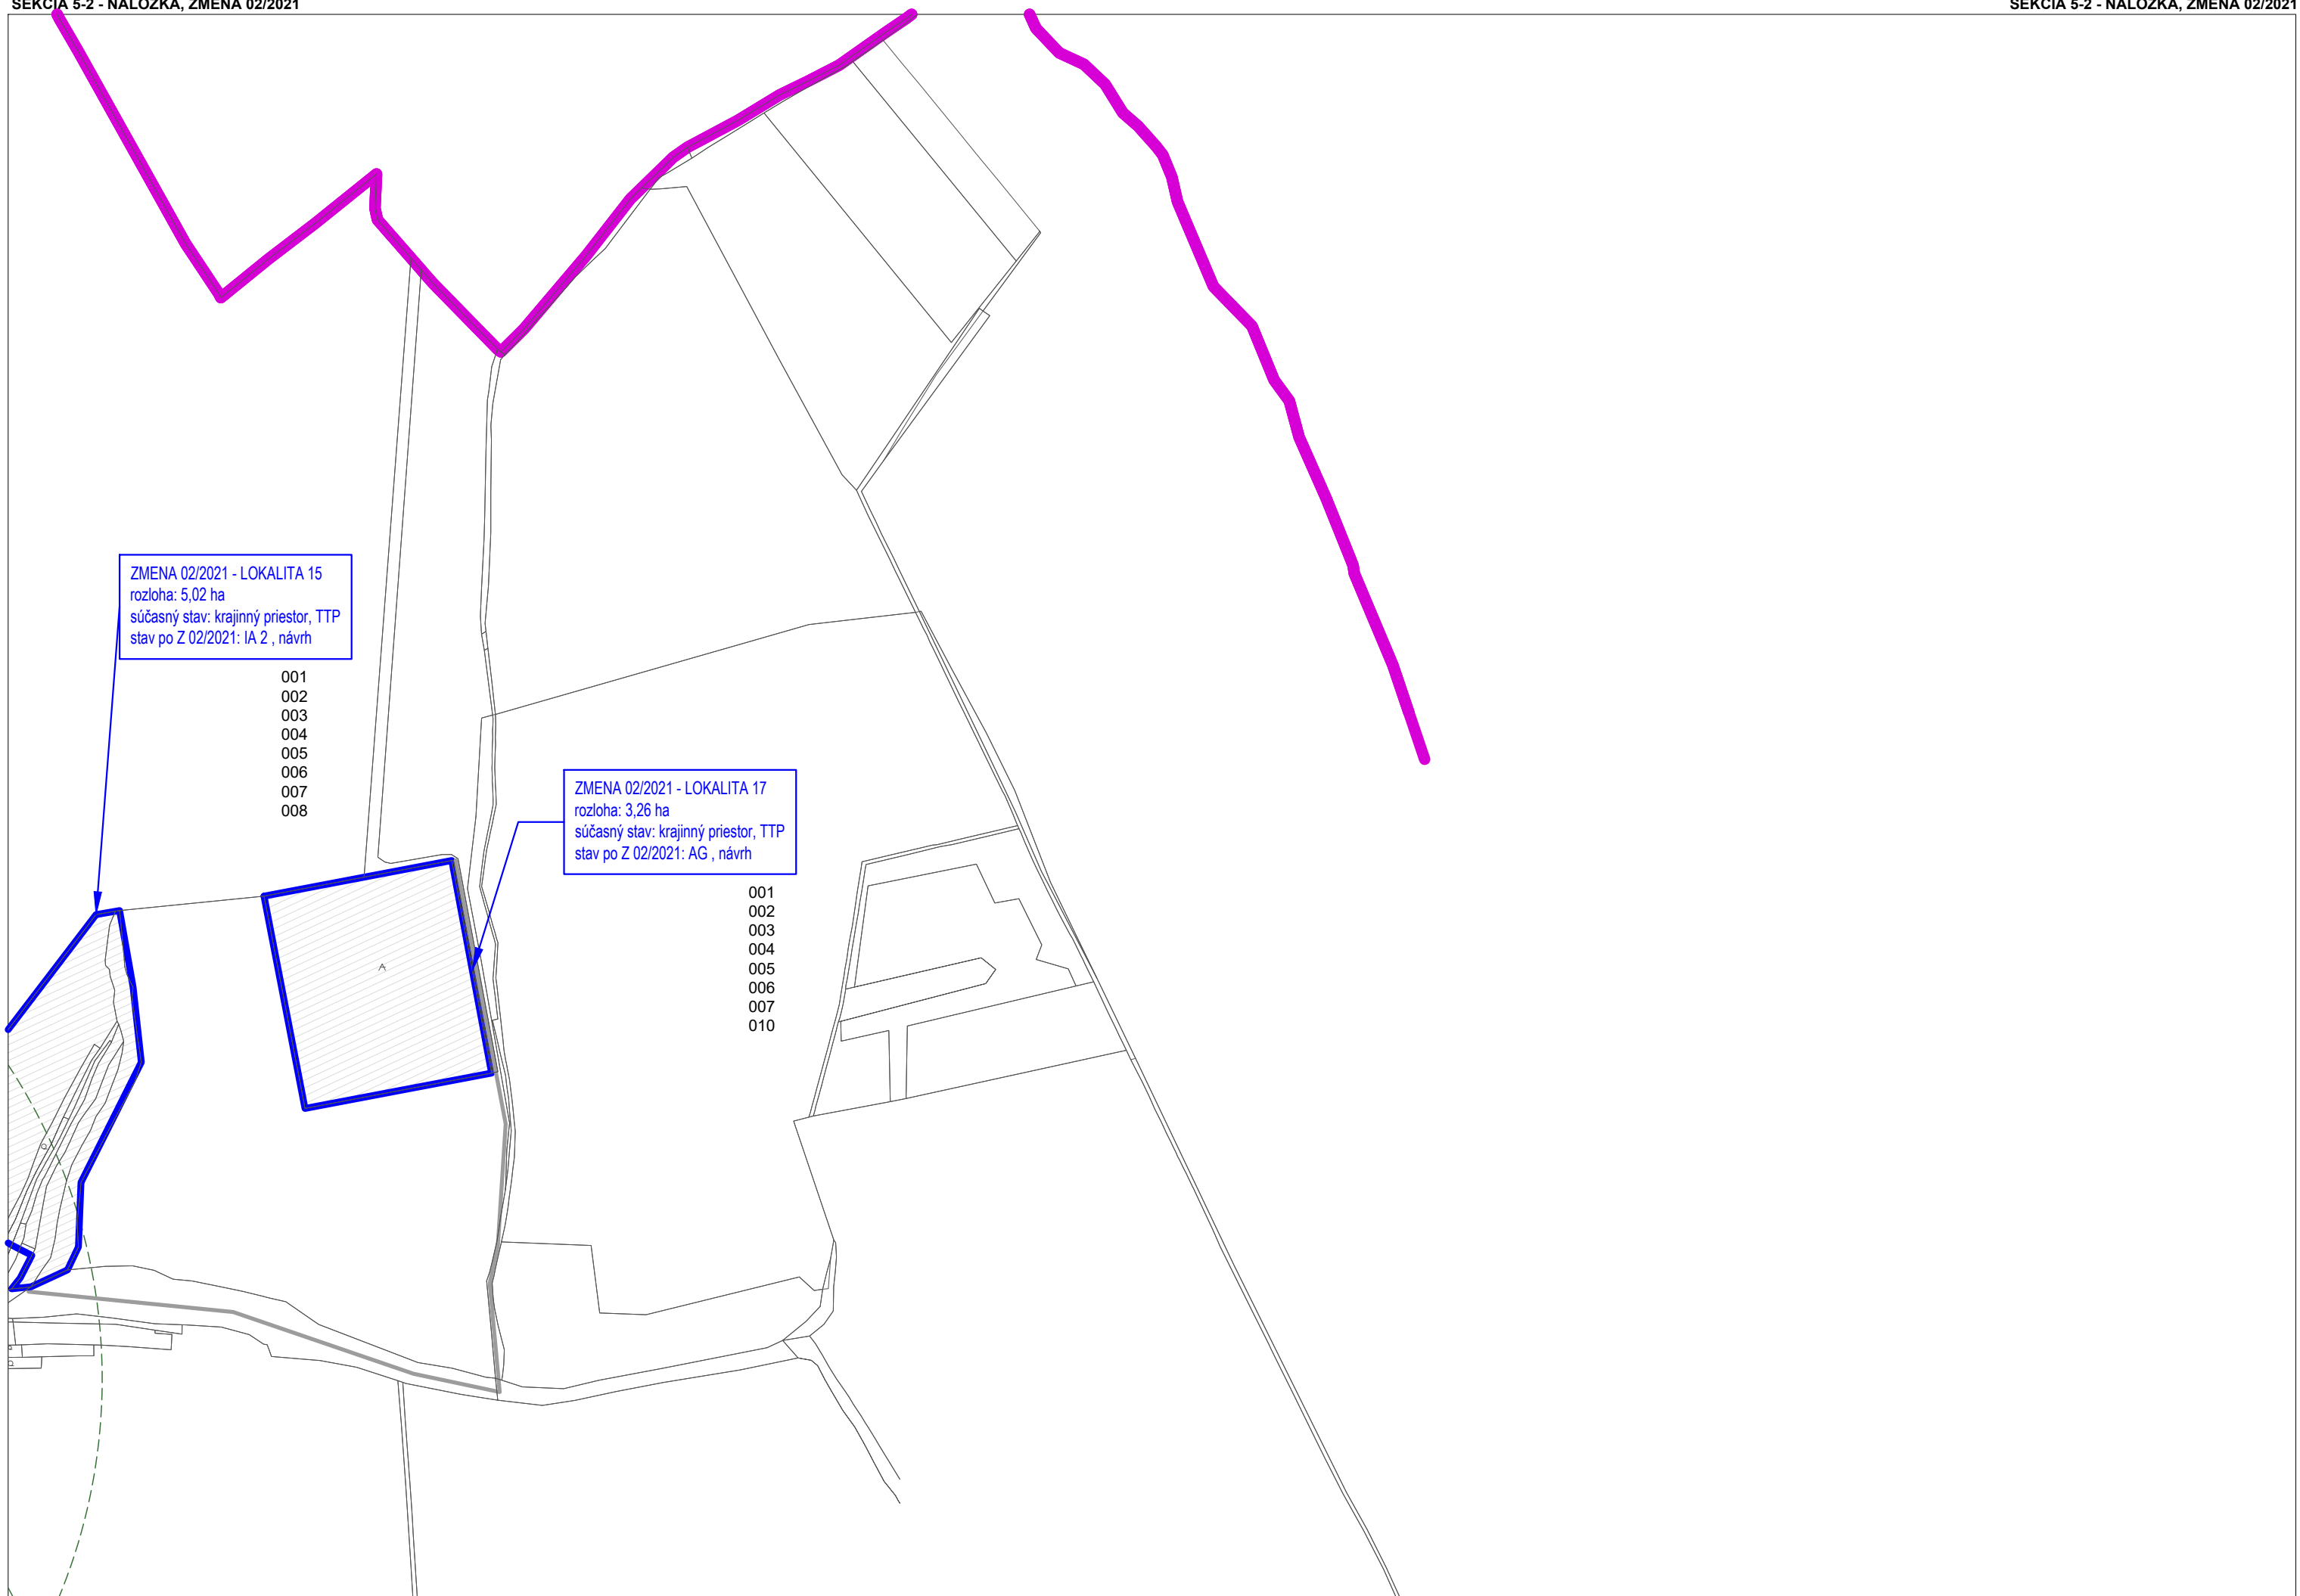 SEKCIA 5-2 - NÁLOŽKA, ZMENA 02/2021
SEKCIA 5-2 - NÁLOŽKA, ZMENA 02/2021
ZMENA 02/2021 - LOKALITA 15
rozloha: 5,02 ha
súčasný stav: krajinný priestor, TTP
stav po Z 02/2021: IA 2 , návrh
001
002
003
004
005
006
007
008
ZMENA 02/2021 - LOKALITA 17
rozloha: 3,26 ha
súčasný stav: krajinný priestor, TTP
stav po Z 02/2021: AG , návrh
001
002
003
004
005
006
007
010